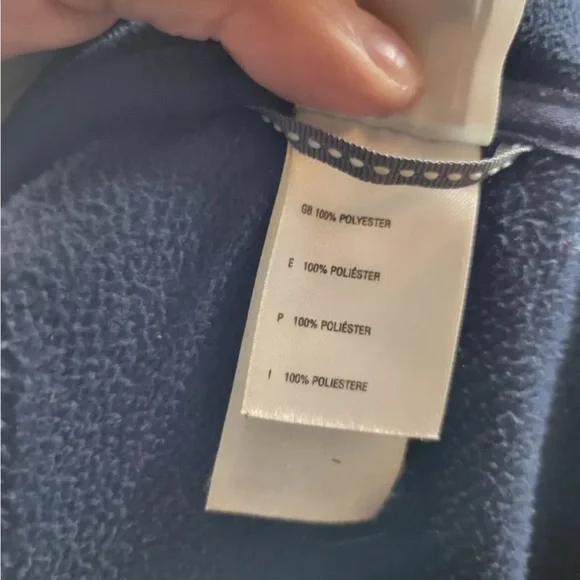 GB 100% POLYESTER
E 100% POLIÉSTER
P 100% POLIÉSTER
I 100% POLIESTERE